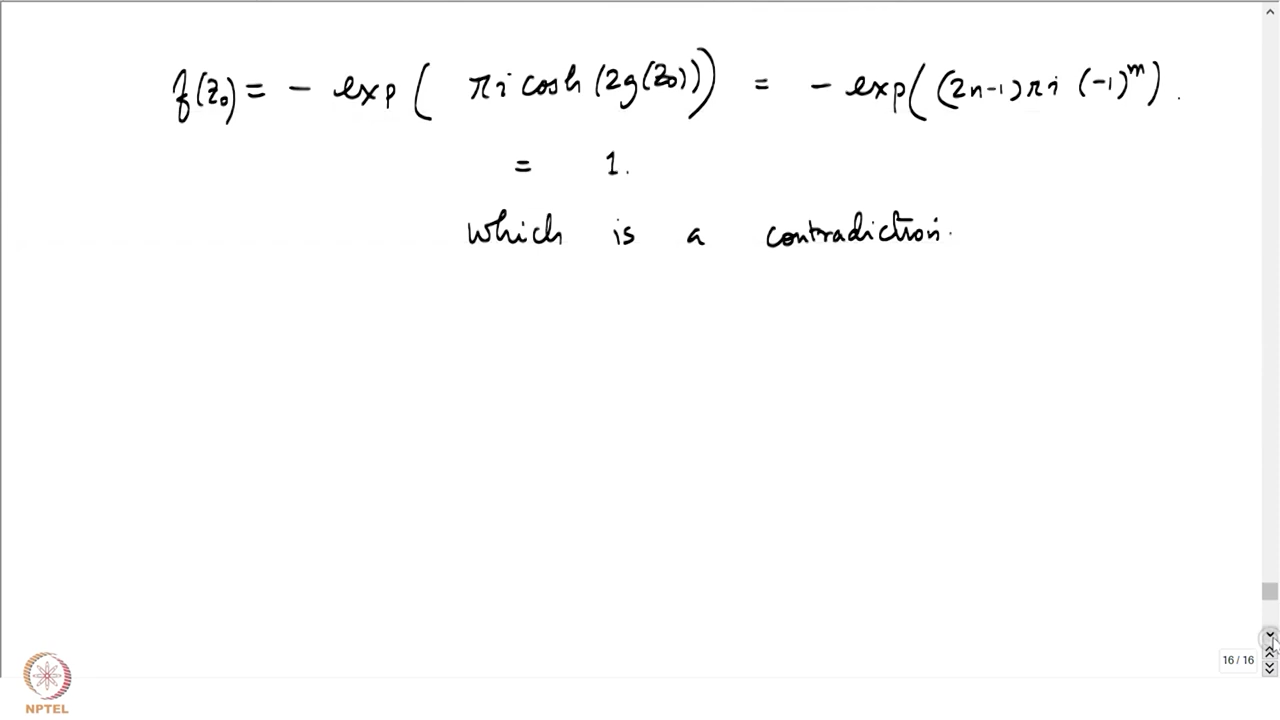 f(z₀) = - exp( πi cosh(2g(z₀))) = - exp((2n-1)πi (-1)ᵐ).
= 1.
which is a contradiction.
16 / 16
NPTEL